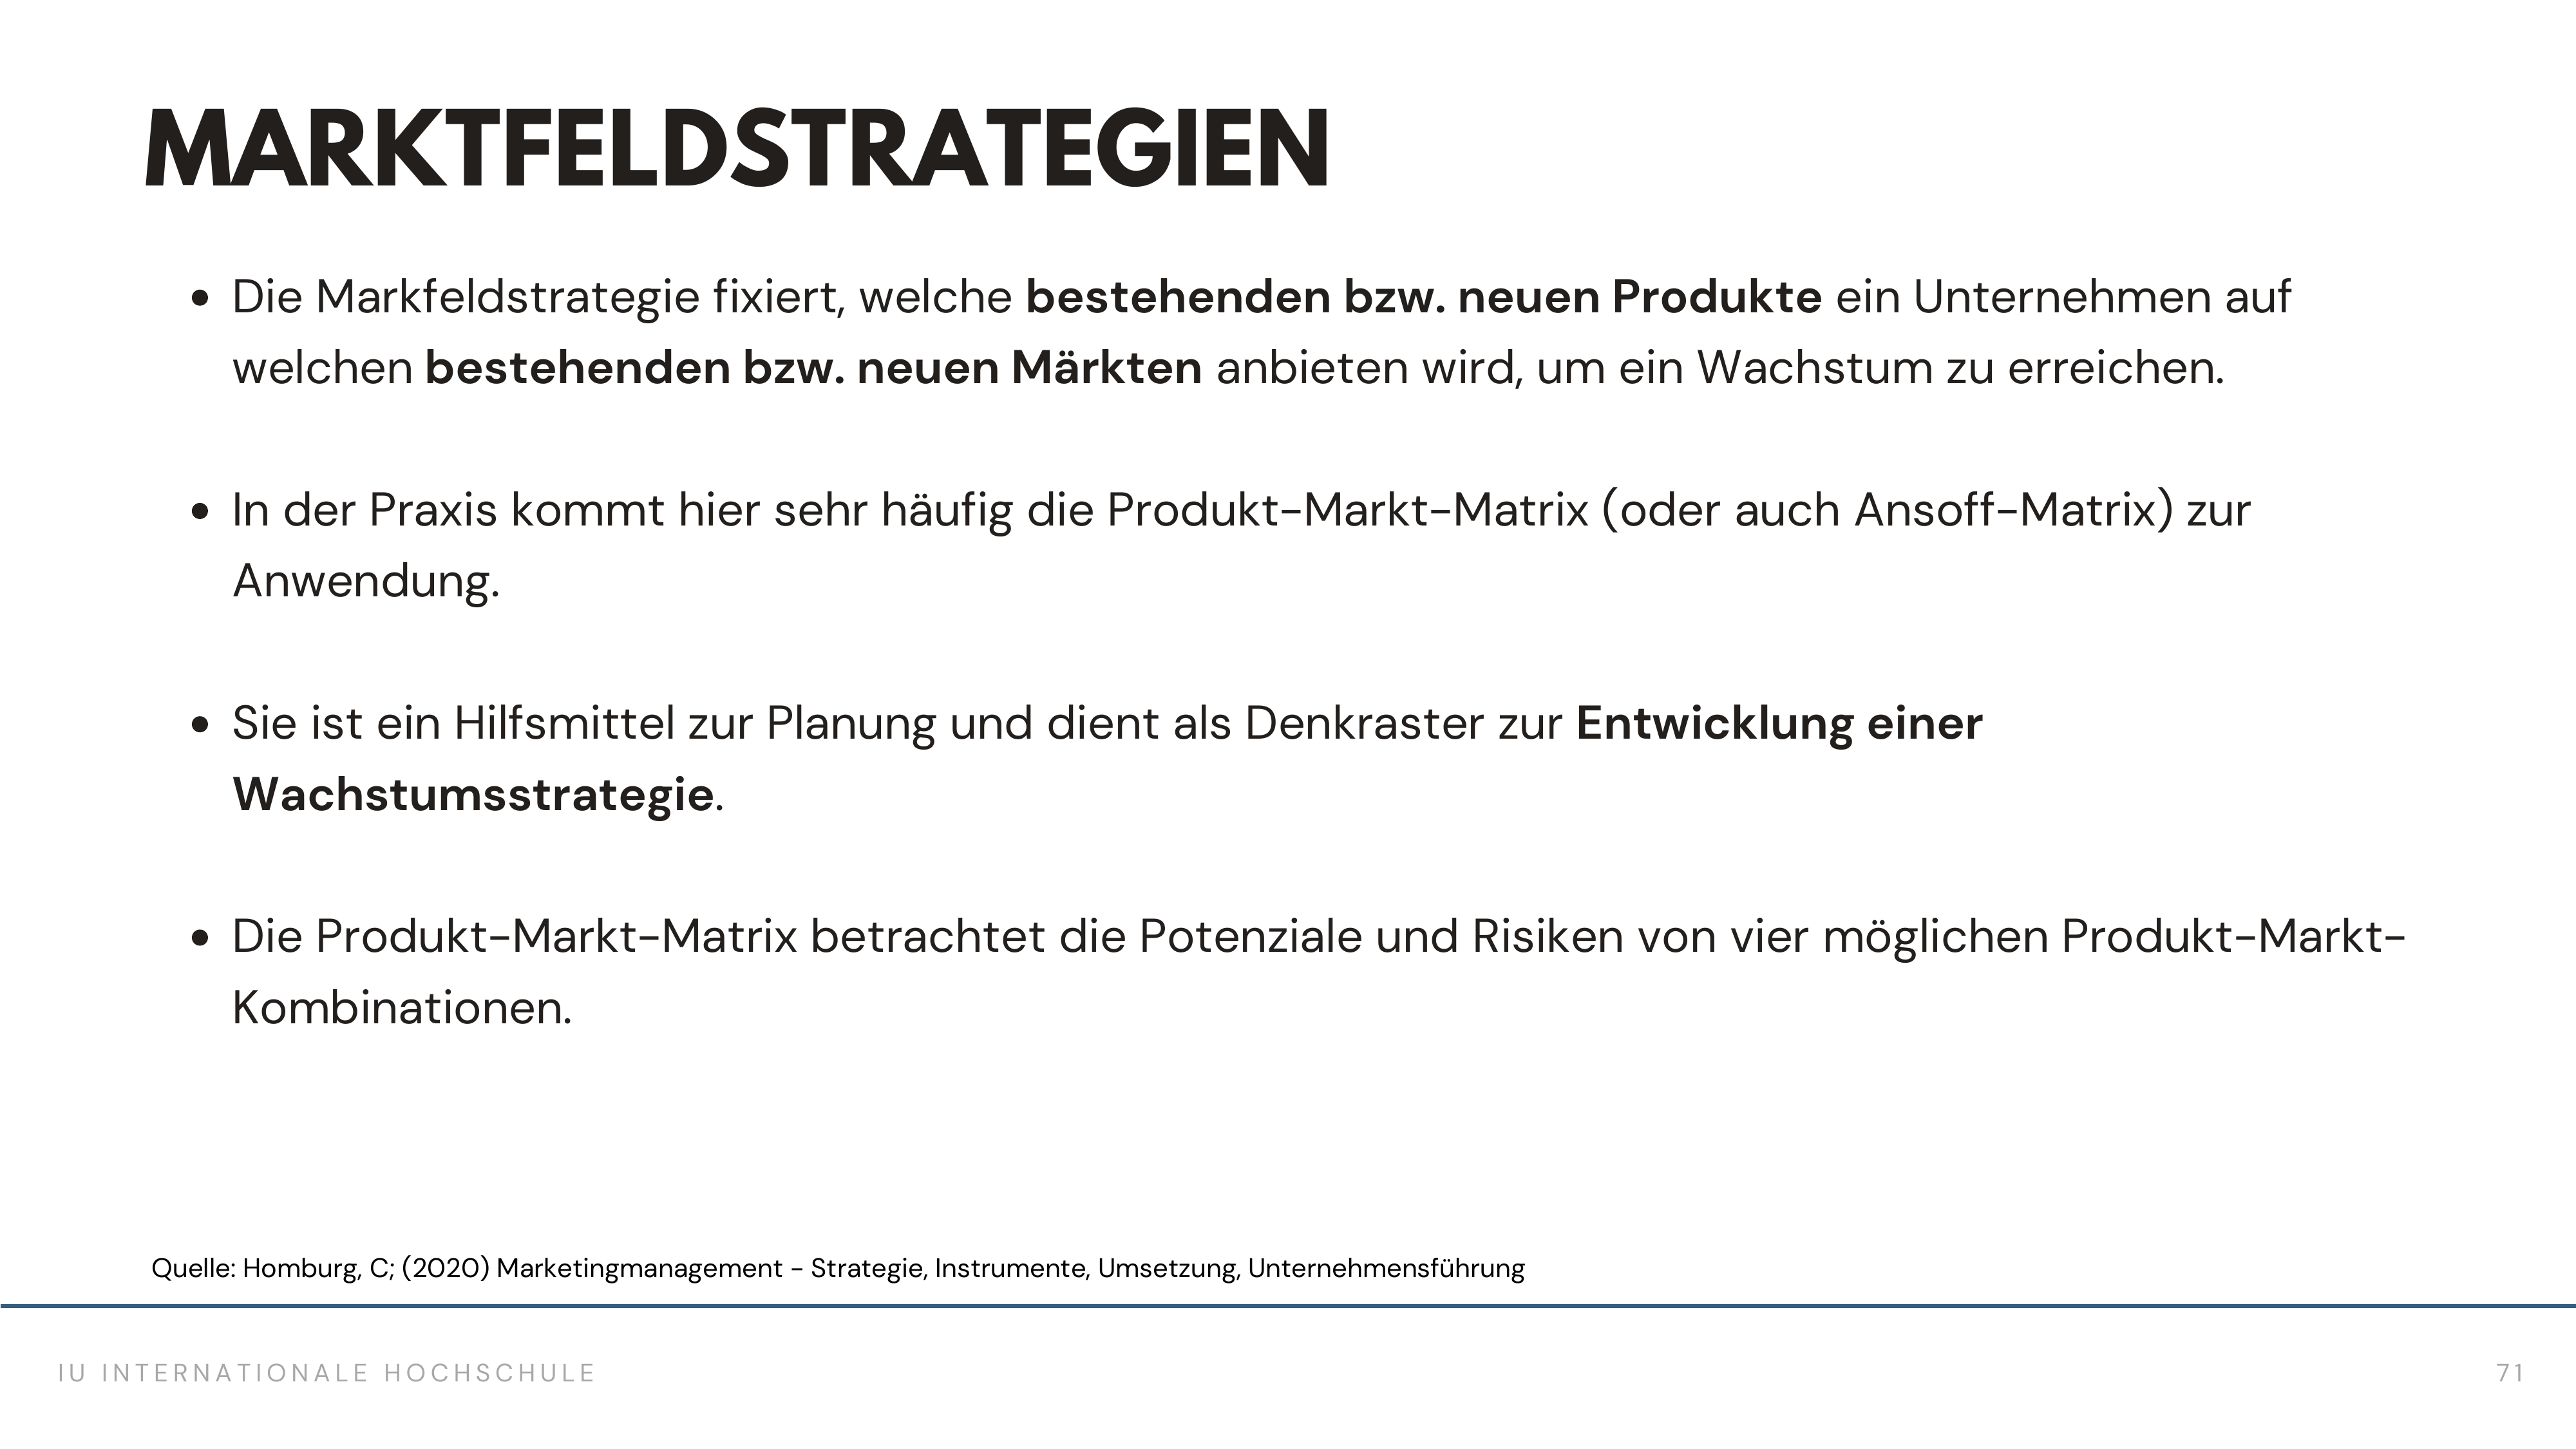 MARKTFELDSTRATEGIEN
• Die Markfeldstrategie fixiert, welche bestehenden bzw. neuen Produkte ein Unternehmen auf
welchen bestehenden bzw. neuen Märkten anbieten wird, um ein Wachstum zu erreichen.
• In der Praxis kommt hier sehr häufig die Produkt-Markt-Matrix (oder auch Ansoff-Matrix) zur
Anwendung.
• Sie ist ein Hilfsmittel zur Planung und dient als Denkraster zur Entwicklung einer
Wachstumsstrategie.
• Die Produkt-Markt-Matrix betrachtet die Potenziale und Risiken von vier möglichen Produkt-Markt-
Kombinationen.
Quelle: Homburg, C; (2020) Marketingmanagement - Strategie, Instrumente, Umsetzung, Unternehmensführung
IU INTERNATIONALE HOCHSCHULE
71